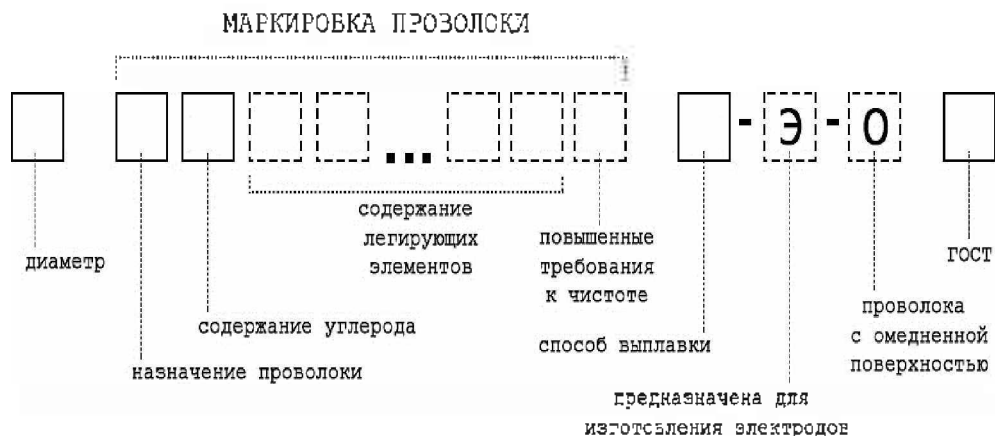 МАРКИРОВКА ПРОВОЛОКИ
... - Э - О
содержание
легирующих
элементов
повышенные
требования
к чистоте
диаметр
ГОСТ
содержание углерода
способ выплавки
проволока
с омедненной
поверхностью
назначение проволоки
предназначена для
изготовления электродов